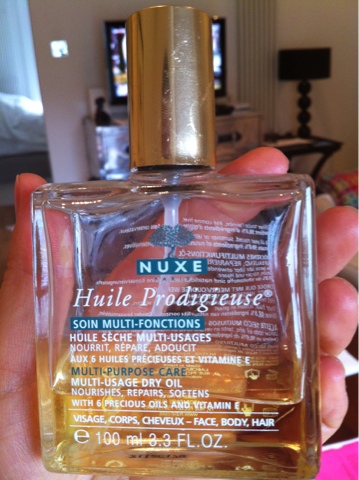 NUXE
Huile Prodigieuse®
SOIN MULTI-FONCTIONS
HUILE SÈCHE MULTI-USAGES
NOURRIT, RÉPARE, ADOUCIT
AUX 6 HUILES PRÉCIEUSES ET VITAMINE E
MULTI-PURPOSE CARE
MULTI-USAGE DRY OIL
NOURISHES, REPAIRS, SOFTENS
WITH 6 PRECIOUS OILS AND VITAMIN E
VISAGE, CORPS, CHEVEUX - FACE, BODY, HAIR
℮ 100 ml 3.3 FL.OZ.